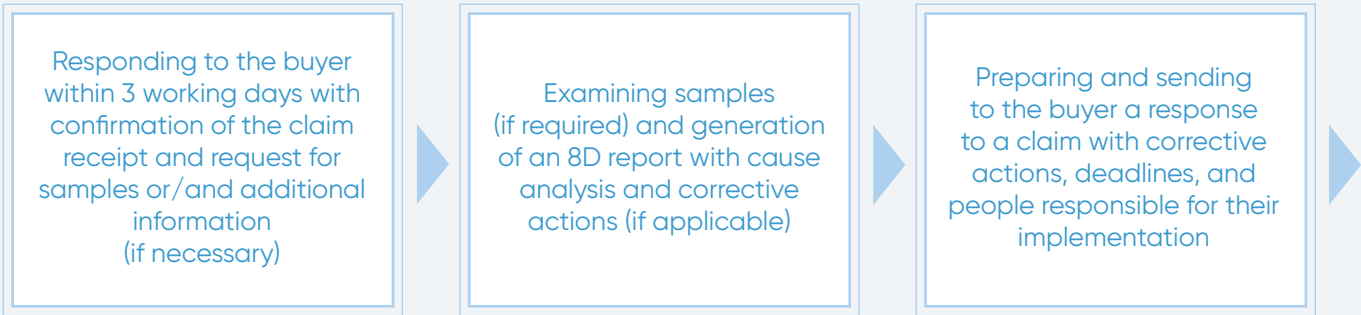 Responding to the buyer
within 3 working days with
confirmation of the claim
receipt and request for
samples or/and additional
information
(if necessary)
Examining samples
(if required) and generation
of an 8D report with cause
analysis and corrective
actions (if applicable)
Preparing and sending
to the buyer a response
to a claim with corrective
actions, deadlines, and
people responsible for their
implementation